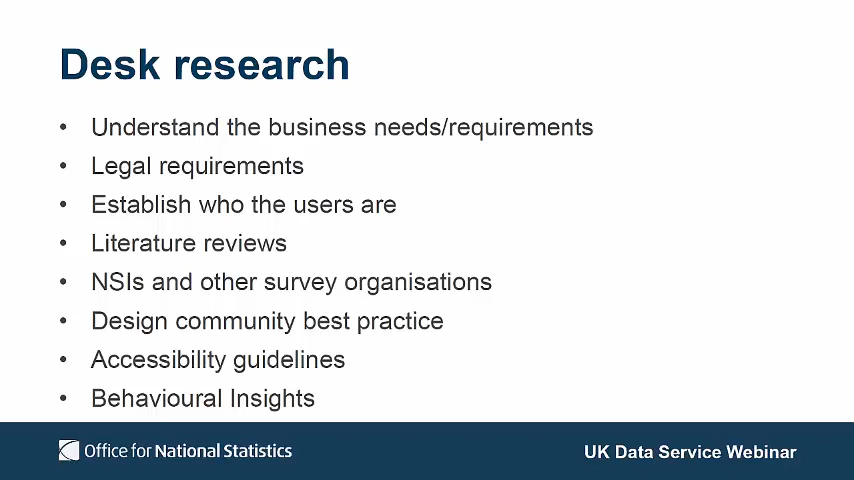 Desk research
• Understand the business needs/requirements
• Legal requirements
• Establish who the users are
• Literature reviews
• NSIs and other survey organisations
• Design community best practice
• Accessibility guidelines
• Behavioural Insights
Office for National Statistics
UK Data Service Webinar